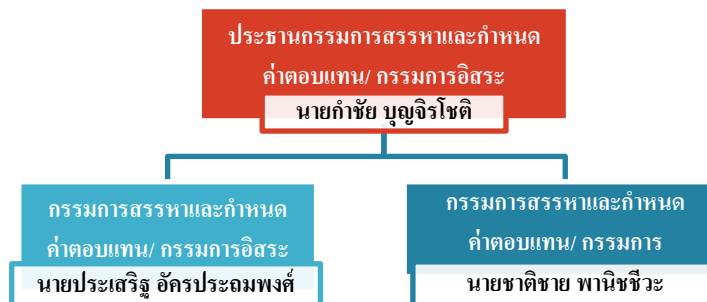 ประธานกรรมการสรรหาและกำหนด
ค่าตอบแทน/ กรรมการอิสระ
นายกำชัย บุญจิรโชติ
กรรมการสรรหาและกำหนด
ค่าตอบแทน/ กรรมการอิสระ
นายประเสริฐ อัครประถมพงศ์
กรรมการสรรหาและกำหนด
ค่าตอบแทน/ กรรมการ
นายชาติชาย พานิชชีวะ